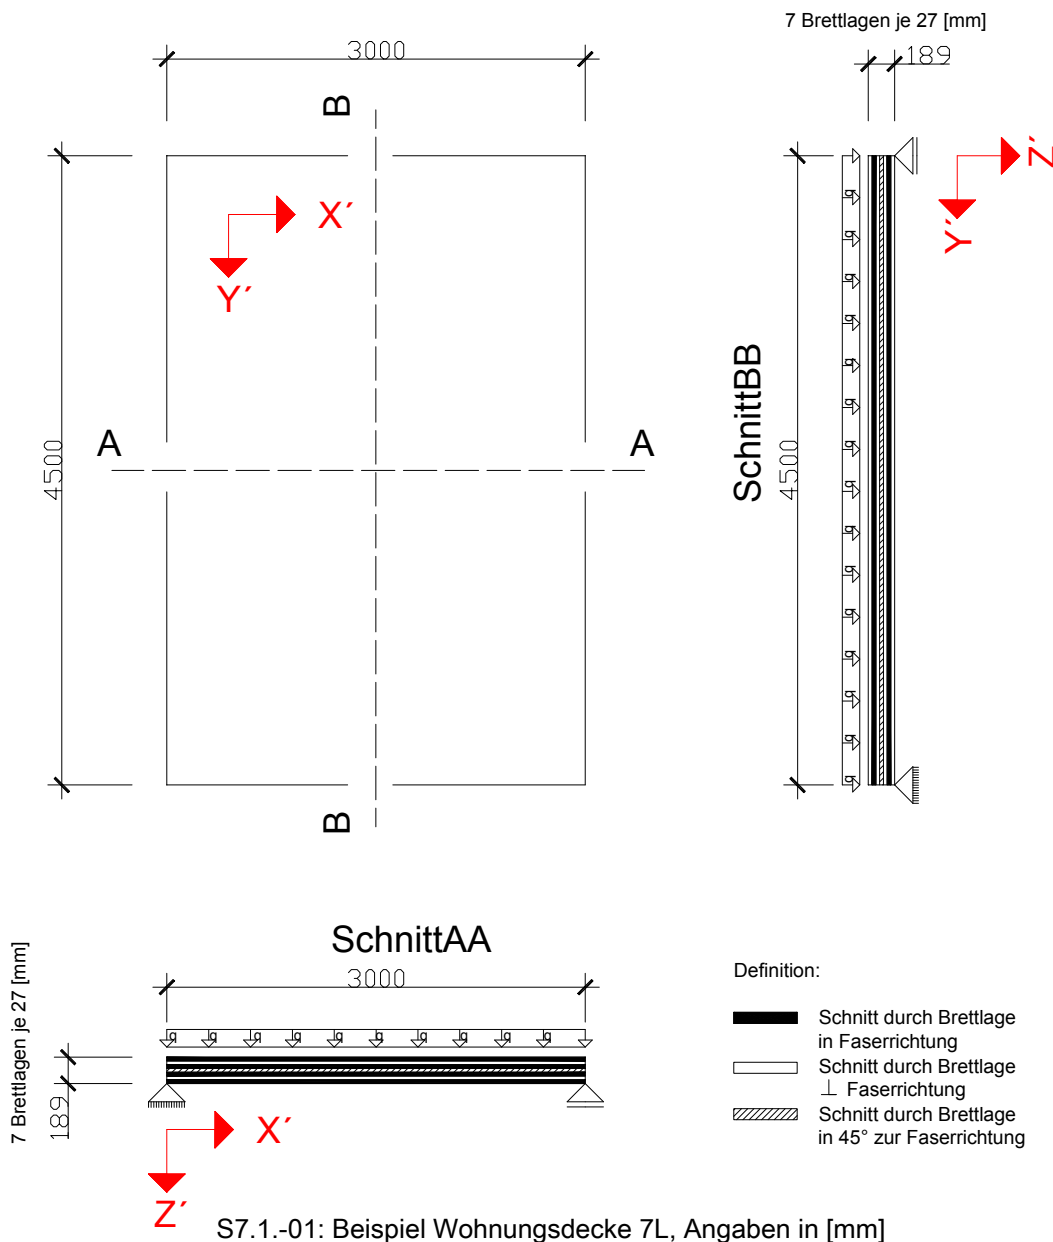 7 Brettlagen je 27 [mm]
3000
189
B
Z´
X´
Y´
Y´
A
A
4500
SchnittBB
4500
q q q q q q q q q q q q q q q q
B
SchnittAA
3000
7 Brettlagen je 27 [mm]
189
q q q q q q q q q q q
X´
Z´
Definition:
Schnitt durch Brettlage
in Faserrichtung
Schnitt durch Brettlage
⊥ Faserrichtung
Schnitt durch Brettlage
in 45° zur Faserrichtung
S7.1.-01: Beispiel Wohnungsdecke 7L, Angaben in [mm]